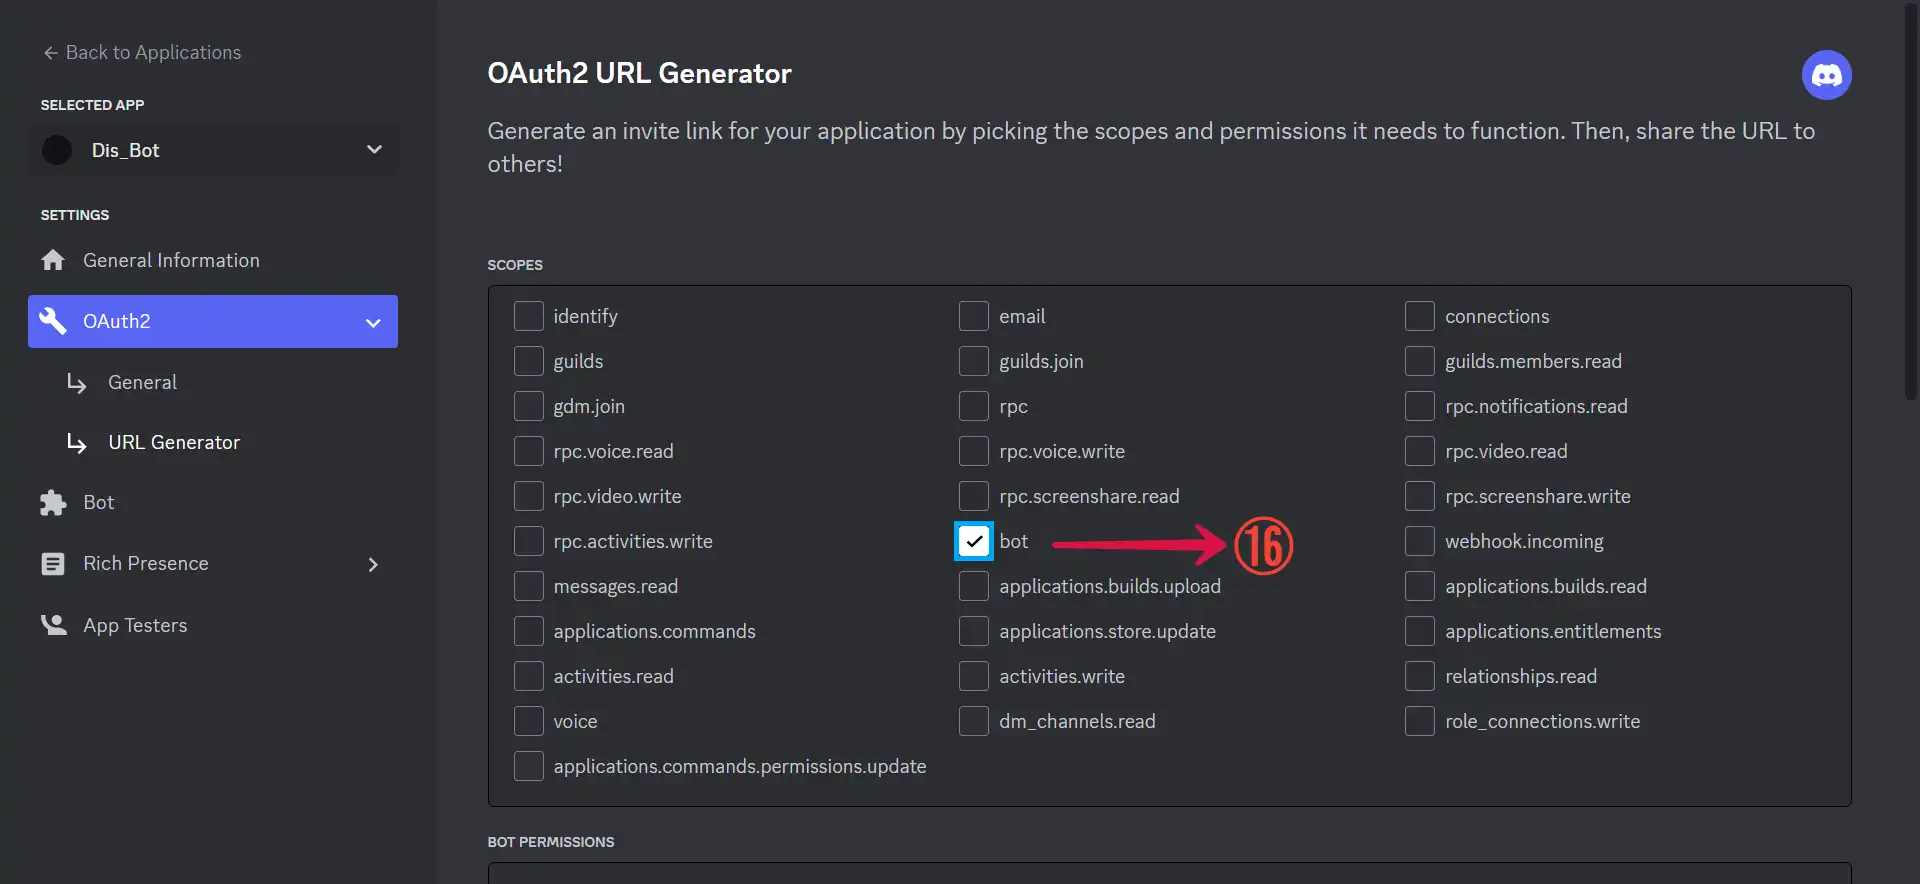 Back to Applications
SELECTED APP
Dis_Bot
SETTINGS
General Information
OAuth2
General
URL Generator
Bot
Rich Presence
App Testers
OAuth2 URL Generator
Generate an invite link for your application by picking the scopes and permissions it needs to function. Then, share the URL to
others!
SCOPES
identify email connections
guilds guilds.join guilds.members.read
gdm.join rpc rpc.notifications.read
rpc.voice.read rpc.voice.write rpc.video.read
rpc.video.write rpc.screenshare.read rpc.screenshare.write
rpc.activities.write bot 16 webhook.incoming
messages.read applications.builds.upload applications.builds.read
applications.commands applications.store.update applications.entitlements
activities.read activities.write relationships.read
voice dm_channels.read role_connections.write
applications.commands.permissions.update
BOT PERMISSIONS